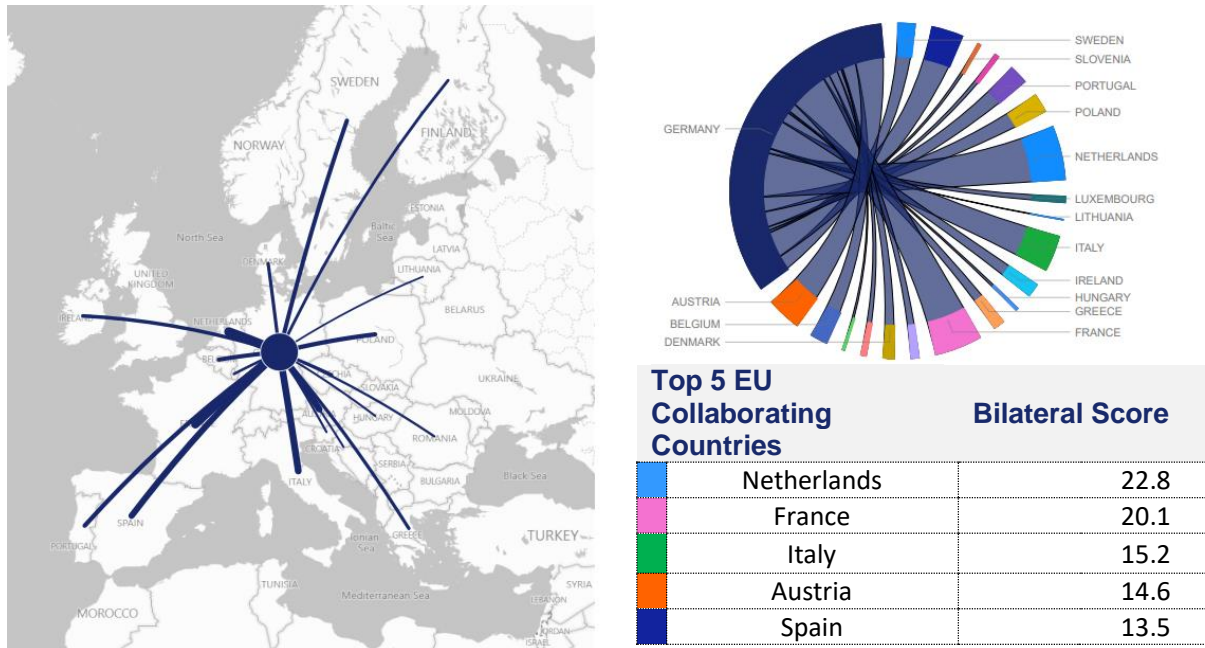 SWEDEN
FINLAND
NORWAY
ESTONIA
North Sea
Baltic
Sea
LATVIA
DENMARK
LITHUANIA
UNITED
KINGDOM
BELARUS
NETHERLANDS
POLAND
UKRAINE
SLOVAKIA
HUNGARY
MOLDOVA
ROMANIA
CROATIA
SERBIA
ITALY
BULGARIA
Black Sea
SPAIN
PORTUGAL
Ionian
Sea
GREECE
TURKEY
TUNISIA
SYRIA
Mediterranean Sea
LEBANON
MOROCCO
JORDAN
ISRAEL
SWEDEN
SLOVENIA
PORTUGAL
POLAND
GERMANY
NETHERLANDS
LUXEMBOURG
LITHUANIA
ITALY
IRELAND
AUSTRIA
HUNGARY
GREECE
BELGIUM
FRANCE
DENMARK
Top 5 EU
Collaborating
Countries
Bilateral Score
Netherlands 22.8
France 20.1
Italy 15.2
Austria 14.6
Spain 13.5